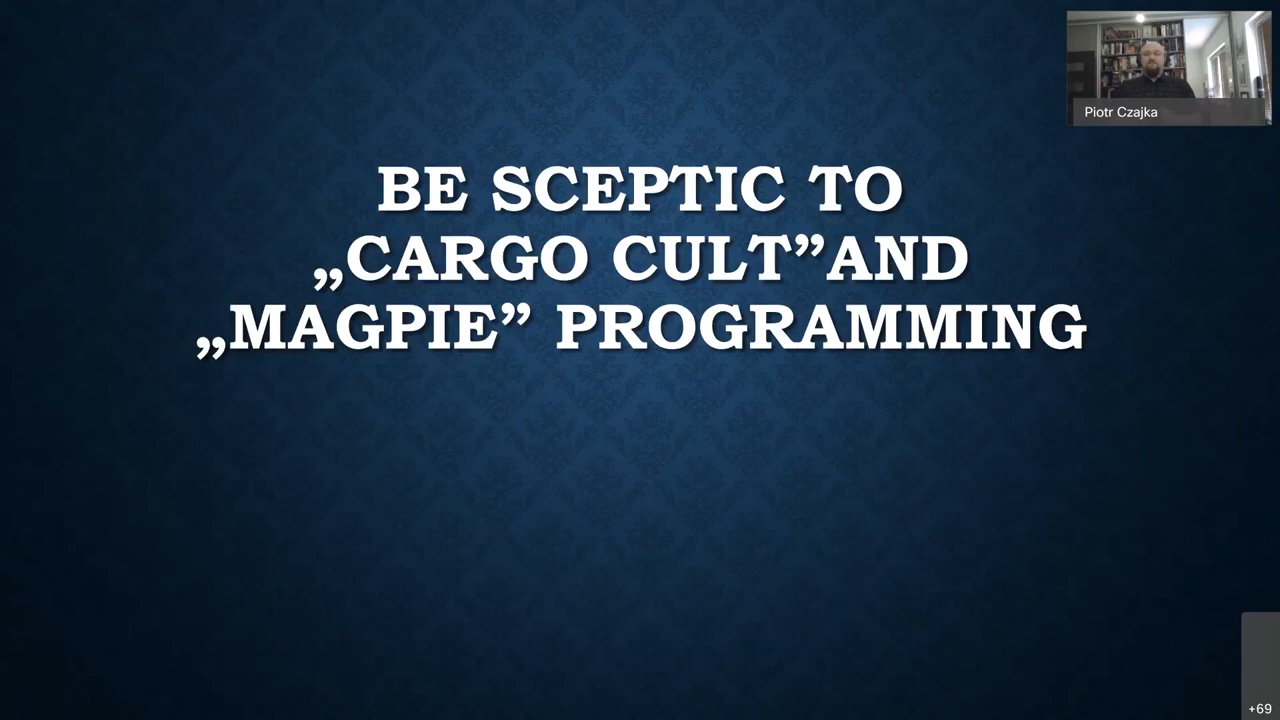 Piotr Czajka
BE SCEPTIC TO
„CARGO CULT”AND
„MAGPIE” PROGRAMMING
+69